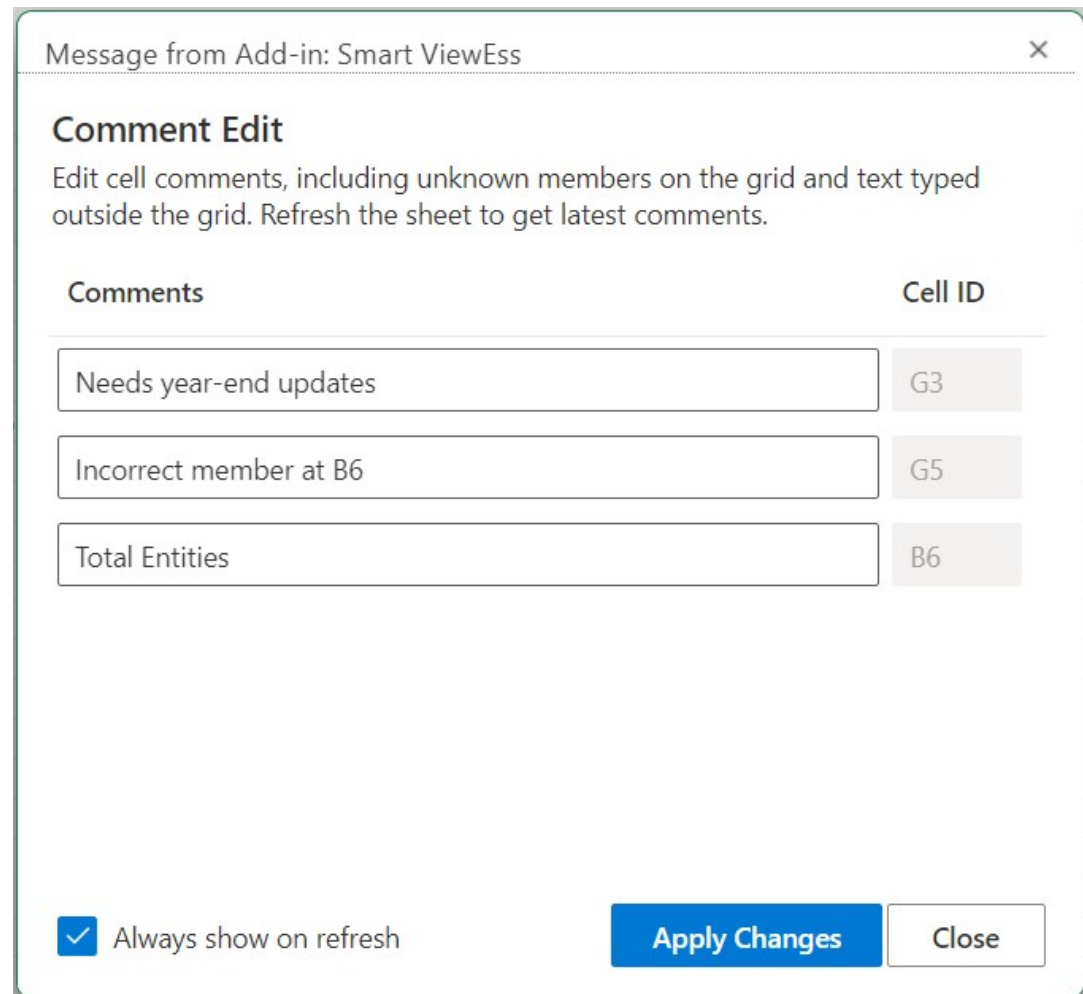 Message from Add-in: Smart ViewEss
Comment Edit
Edit cell comments, including unknown members on the grid and text typed
outside the grid. Refresh the sheet to get latest comments.
Comments Cell ID
Needs year-end updates G3
Incorrect member at B6 G5
Total Entities B6
Always show on refresh Apply Changes Close